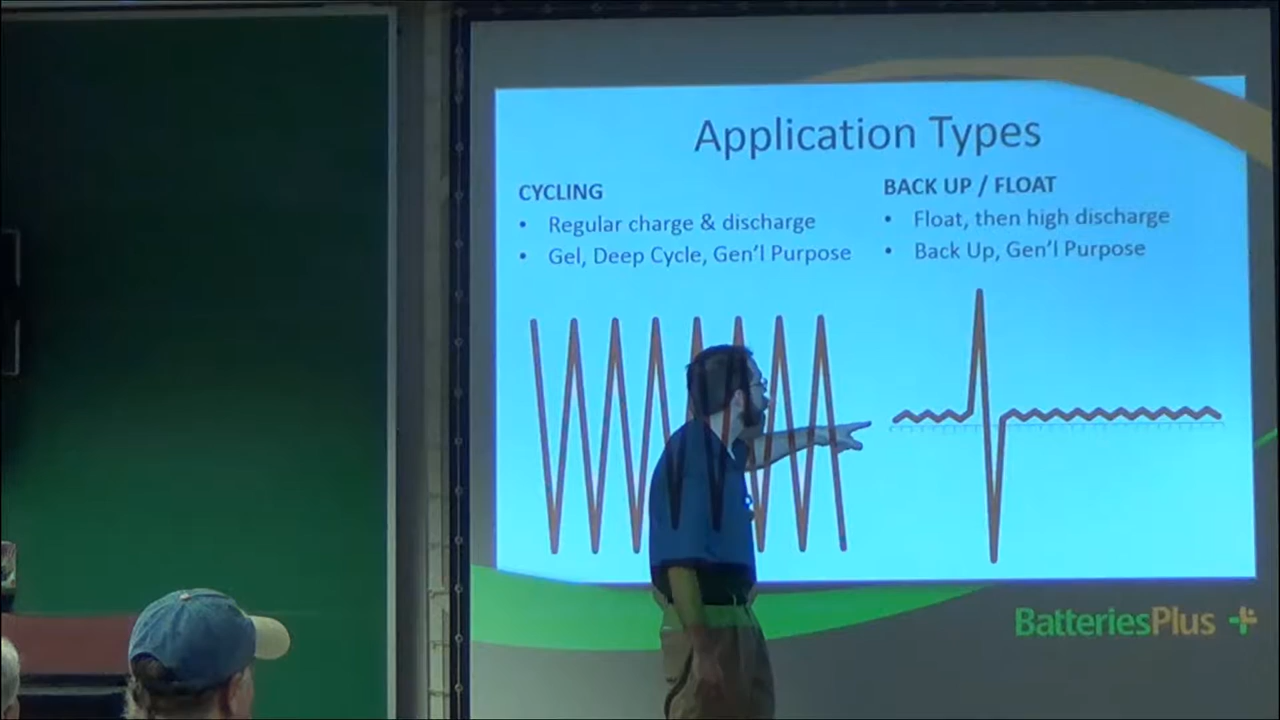 Application Types
CYCLING
• Regular charge & discharge
• Gel, Deep Cycle, Gen'l Purpose
BACK UP / FLOAT
• Float, then high discharge
• Back Up, Gen'l Purpose
BatteriesPlus